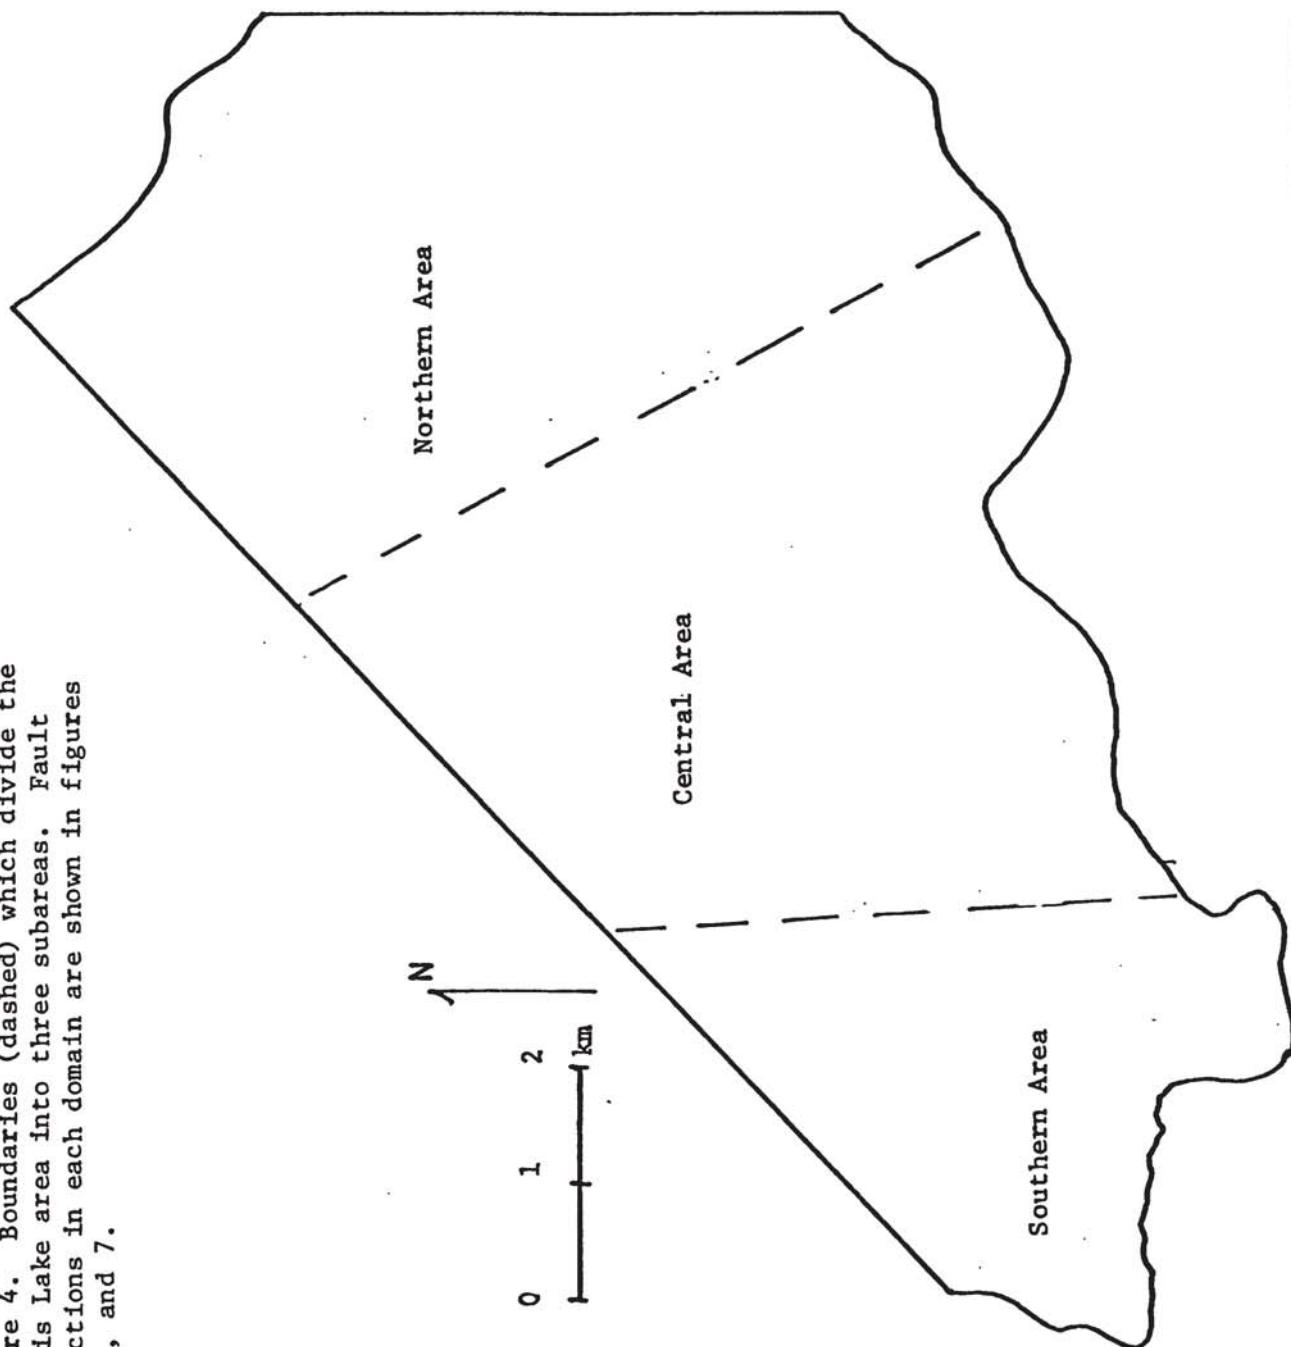 re 4. Boundaries (dashed) which divide the
is Lake area into three subareas. Fault
ctions in each domain are shown in figures
, and 7.
Northern Area
Central Area
Southern Area
N
0 1 2
km